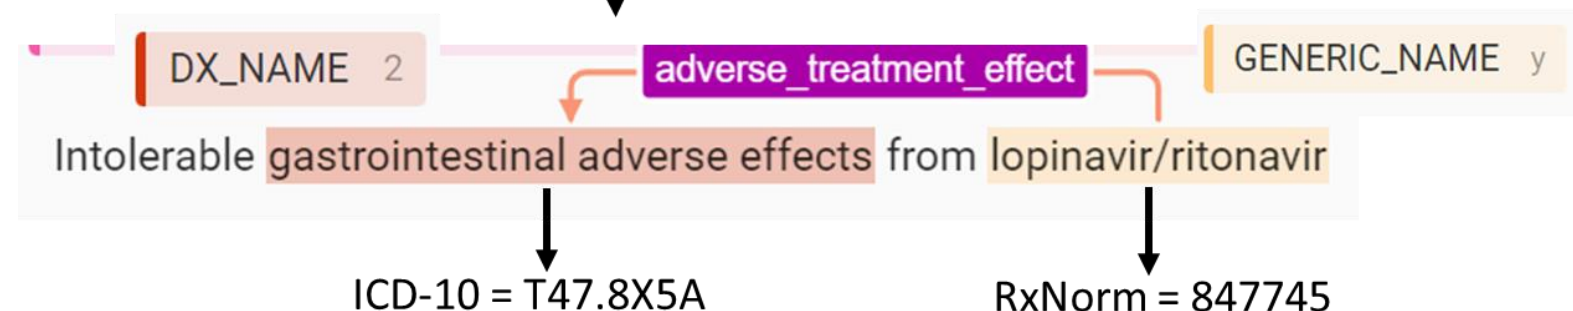 DX_NAME 2 adverse_treatment_effect GENERIC_NAME y
Intolerable gastrointestinal adverse effects from lopinavir/ritonavir
ICD-10 = T47.8X5A RxNorm = 847745